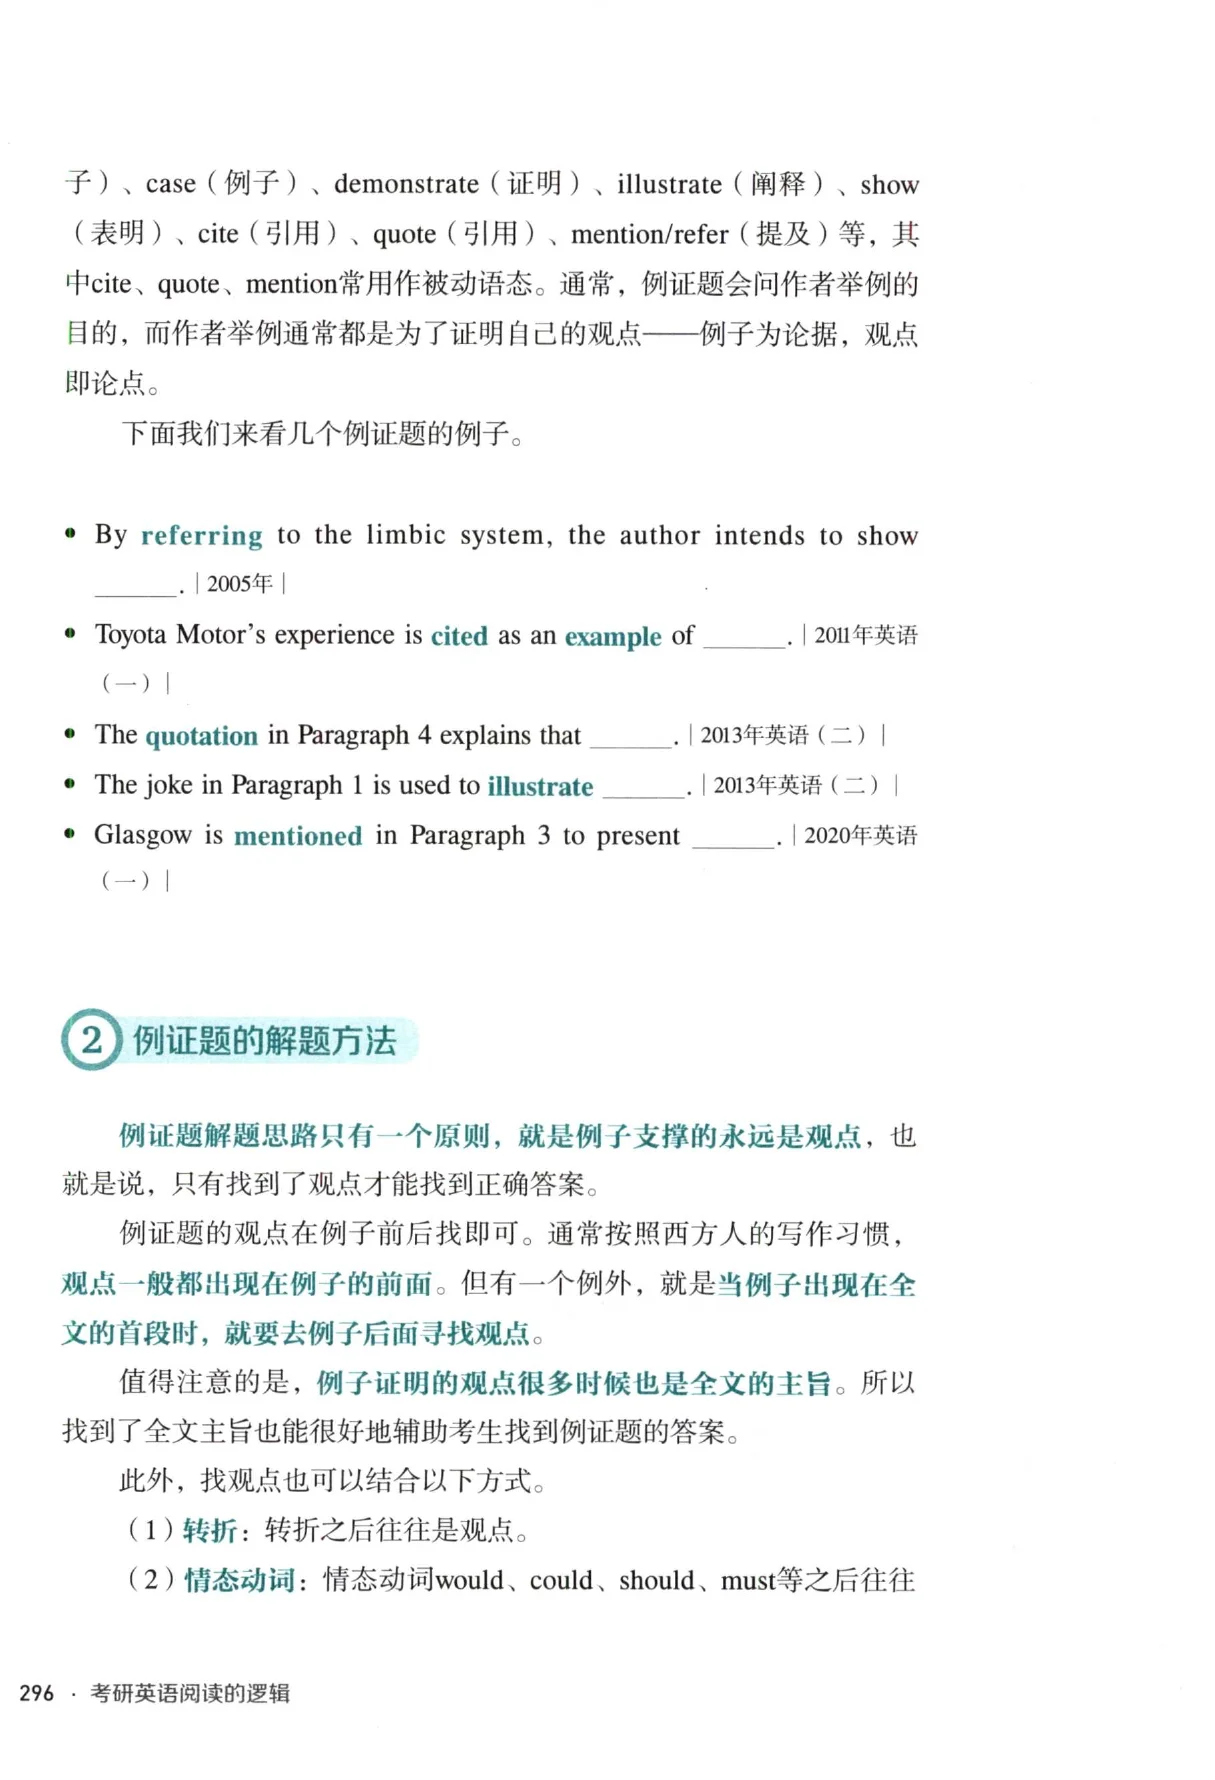 子）、case（例子）、demonstrate（证明）、illustrate（阐释）、show
（表明）、cite（引用）、quote（引用）、mention/refer（提及）等，其
中cite、quote、mention常用作被动语态。通常，例证题会问作者举例的
目的，而作者举例通常都是为了证明自己的观点——例子为论据，观点
即论点。
下面我们来看几个例证题的例子。
• By referring to the limbic system, the author intends to show
______.｜2005年｜
• Toyota Motor’s experience is cited as an example of ______.｜2011年英语
（一）｜
• The quotation in Paragraph 4 explains that ______.｜2013年英语（二）｜
• The joke in Paragraph 1 is used to illustrate ______.｜2013年英语（二）｜
• Glasgow is mentioned in Paragraph 3 to present ______.｜2020年英语
（一）｜
2 例证题的解题方法
例证题解题思路只有一个原则，就是例子支撑的永远是观点，也
就是说，只有找到了观点才能找到正确答案。
例证题的观点在例子前后找即可。通常按照西方人的写作习惯，
观点一般都出现在例子的前面。但有一个例外，就是当例子出现在全
文的首段时，就要去例子后面寻找观点。
值得注意的是，例子证明的观点很多时候也是全文的主旨。所以
找到了全文主旨也能很好地辅助考生找到例证题的答案。
此外，找观点也可以结合以下方式。
（1）转折：转折之后往往是观点。
（2）情态动词：情态动词would、could、should、must等之后往往
296 · 考研英语阅读的逻辑